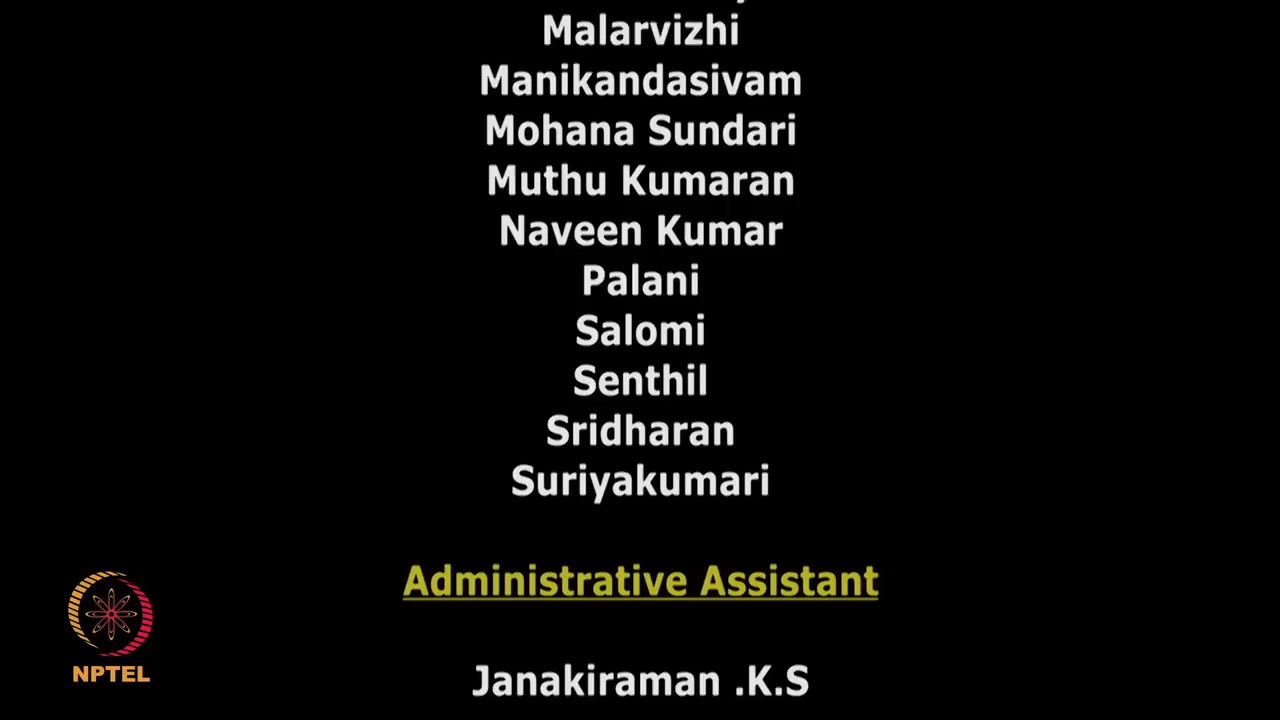 Malarvizhi
Manikandasivam
Mohana Sundari
Muthu Kumaran
Naveen Kumar
Palani
Salomi
Senthil
Sridharan
Suriyakumari
Administrative Assistant
NPTEL
Janakiraman .K.S